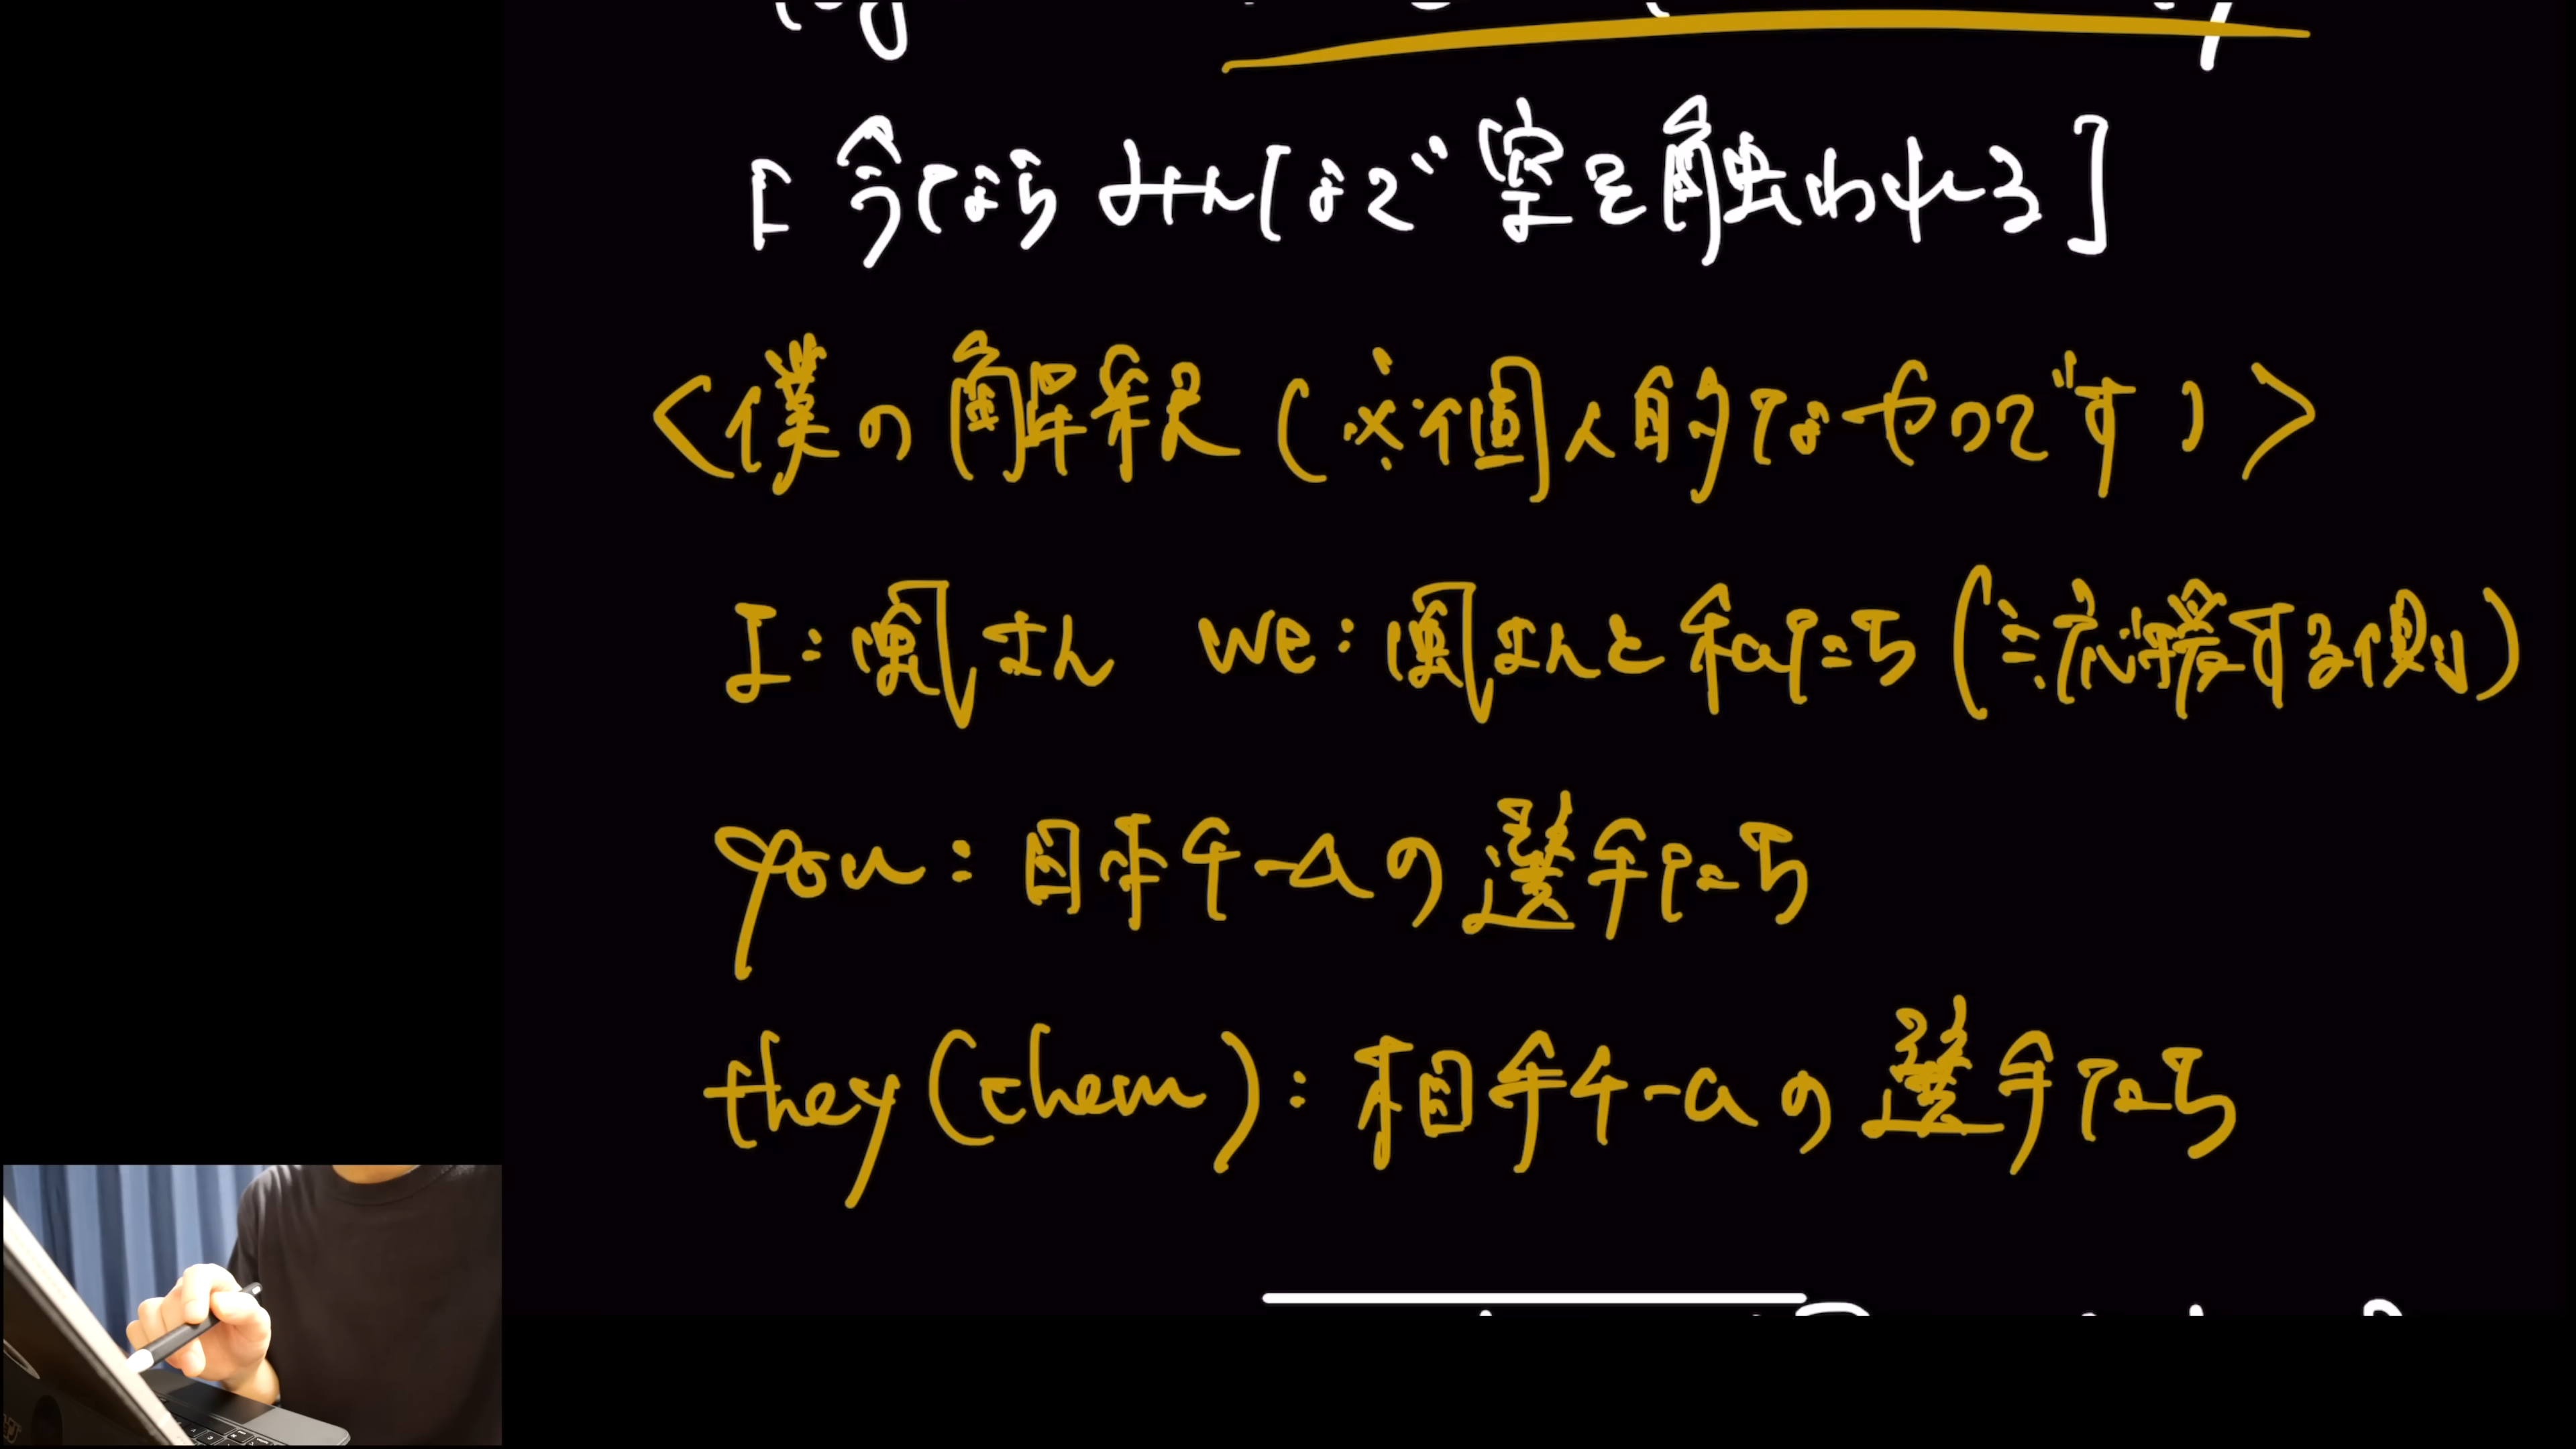 [今ならみんなで空を触われる]
<僕の解釈(※個人的なやつです)>
I:風さん we:風さんと私たち(※応援する側)
you:日本チームの選手たち
they(them):相手チームの選手たち